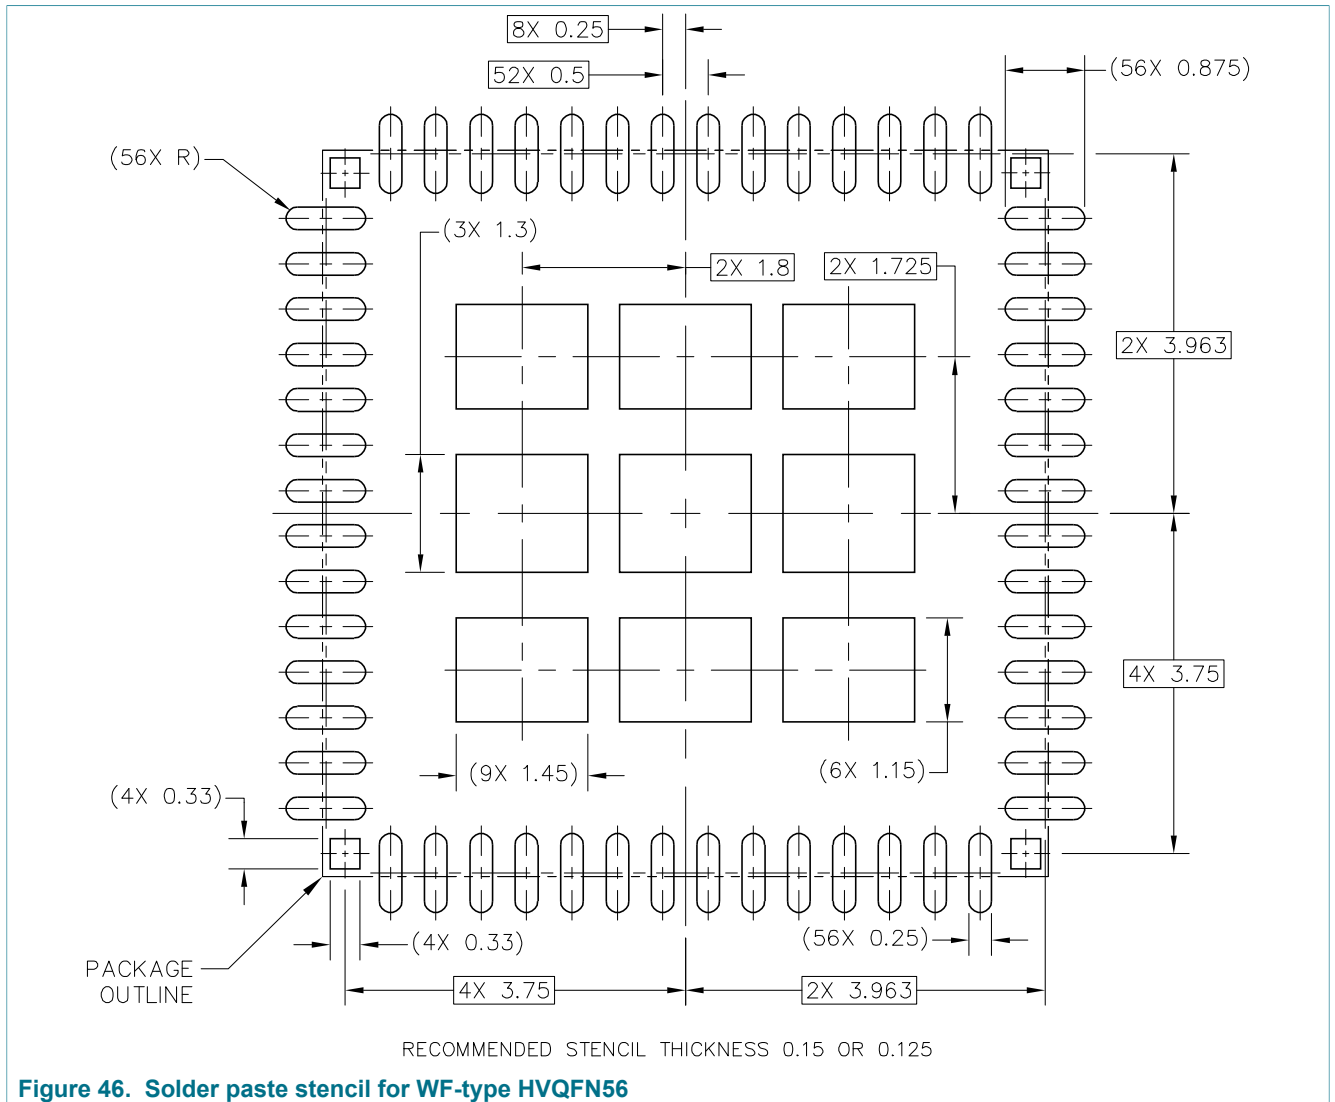 8X 0.25
52X 0.5
(56X 0.875)
(56X R)
(3X 1.3)
2X 1.8
2X 1.725
2X 3.963
4X 3.75
(9X 1.45)
(6X 1.15)
(4X 0.33)
(4X 0.33)
(56X 0.25)
PACKAGE
OUTLINE
4X 3.75
2X 3.963
RECOMMENDED STENCIL THICKNESS 0.15 OR 0.125
Figure 46. Solder paste stencil for WF-type HVQFN56